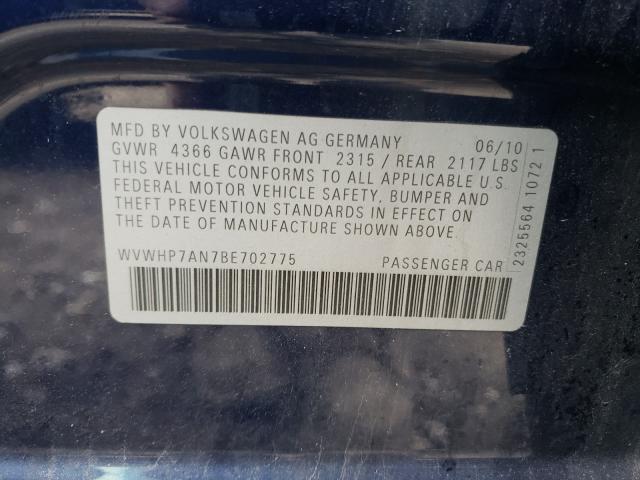 MFD BY VOLKSWAGEN AG GERMANY 06/10
GVWR 4366 GAWR FRONT 2315 / REAR 2117 LBS
THIS VEHICLE CONFORMS TO ALL APPLICABLE U.S.
FEDERAL MOTOR VEHICLE SAFETY, BUMPER AND
THEFT PREVENTION STANDARDS IN EFFECT ON
THE DATE OF MANUFACTURE SHOWN ABOVE.
WVWHP7AN7BE702775 PASSENGER CAR
2325564 1072 1